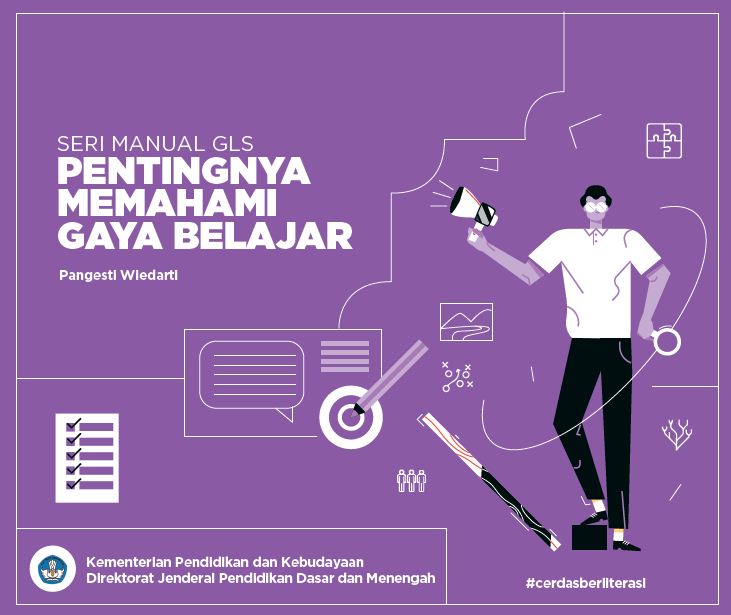 SERI MANUAL GLS
PENTINGNYA
MEMAHAMI
GAYA BELAJAR
Pangesti Wiedarti
Kementerian Pendidikan dan Kebudayaan
Direktorat Jenderal Pendidikan Dasar dan Menengah
#cerdasberliterasi